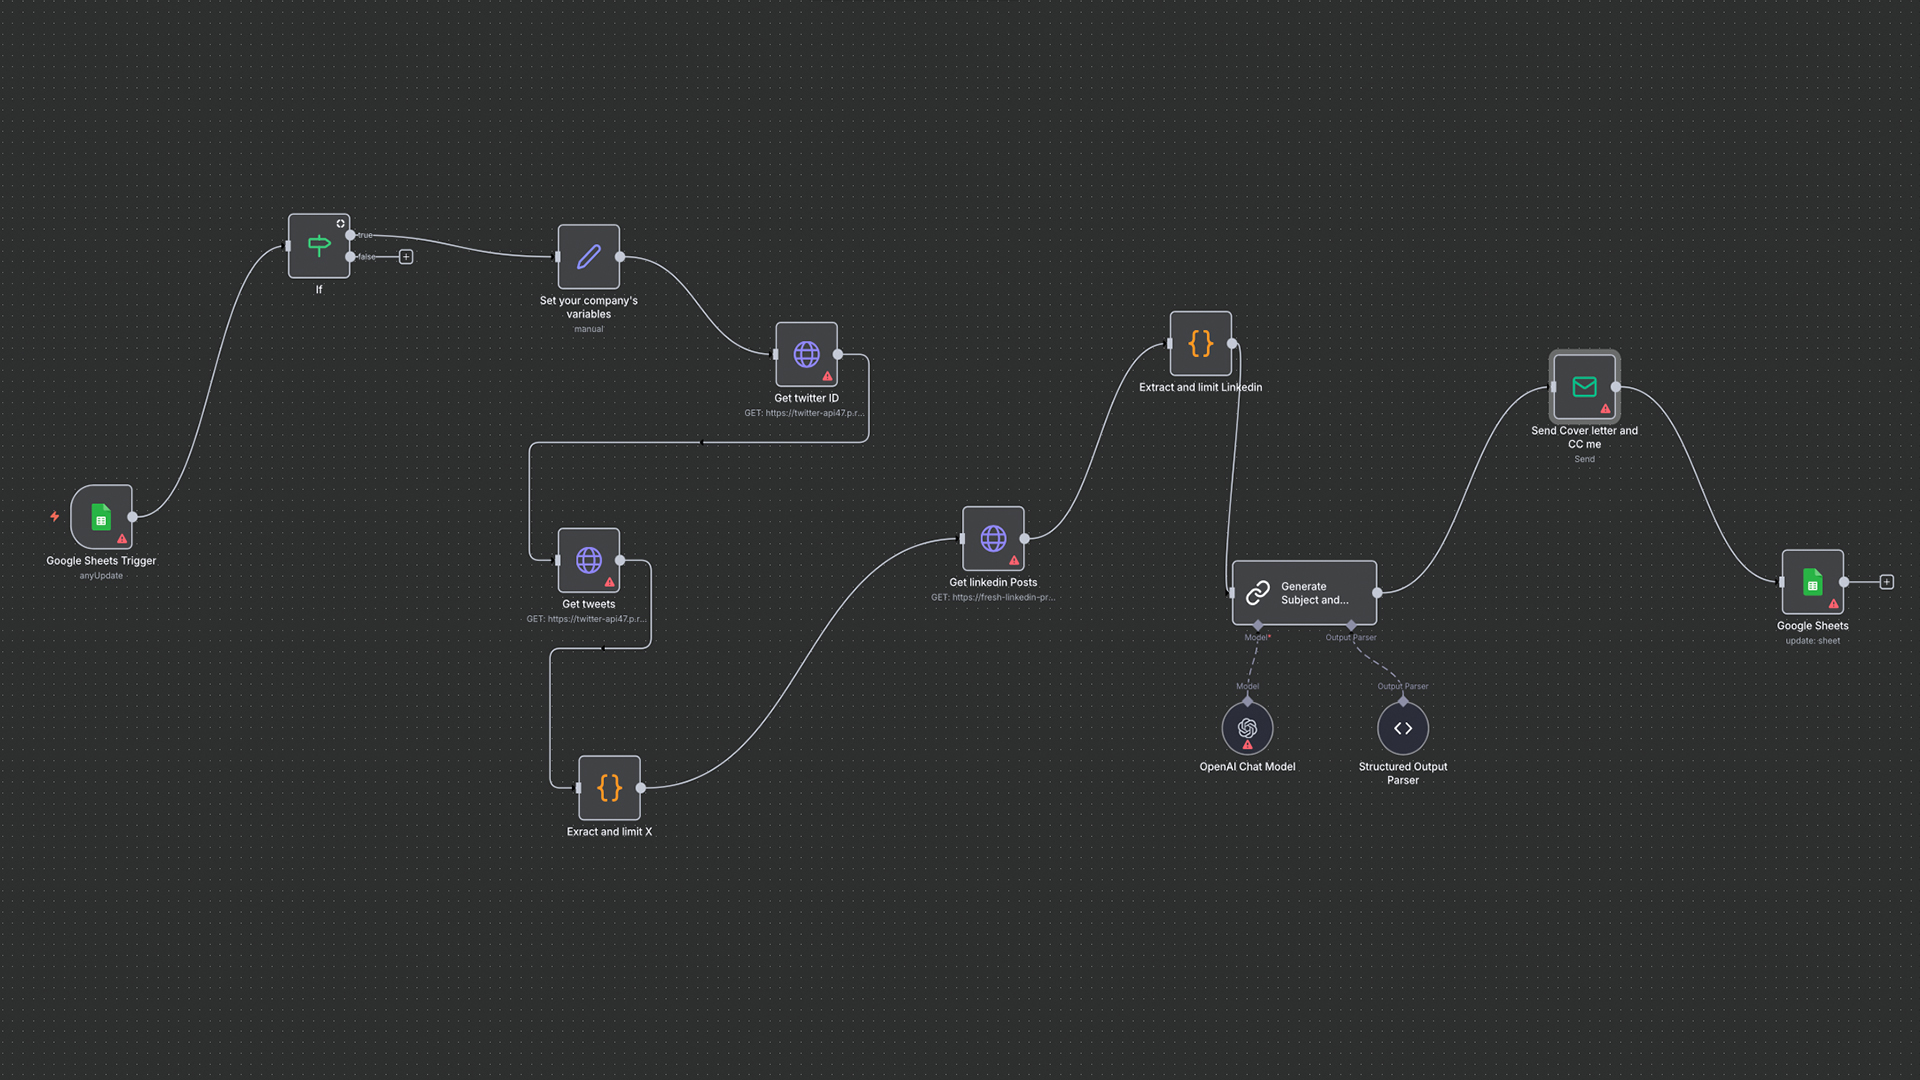 true
false
If
Set your company's
variables
manual
Get twitter ID
GET: https://twitter-api47.p.r...
Google Sheets Trigger
anyUpdate
Get tweets
GET: https://twitter-api47.p.r...
Exract and limit X
Get linkedin Posts
GET: https://fresh-linkedin-pr...
Extract and limit Linkedin
Generate
Subject and...
Model*
Output Parser
Model
Output Parser
OpenAI Chat Model
Structured Output
Parser
Send Cover letter and
CC me
Send
Google Sheets
update: sheet